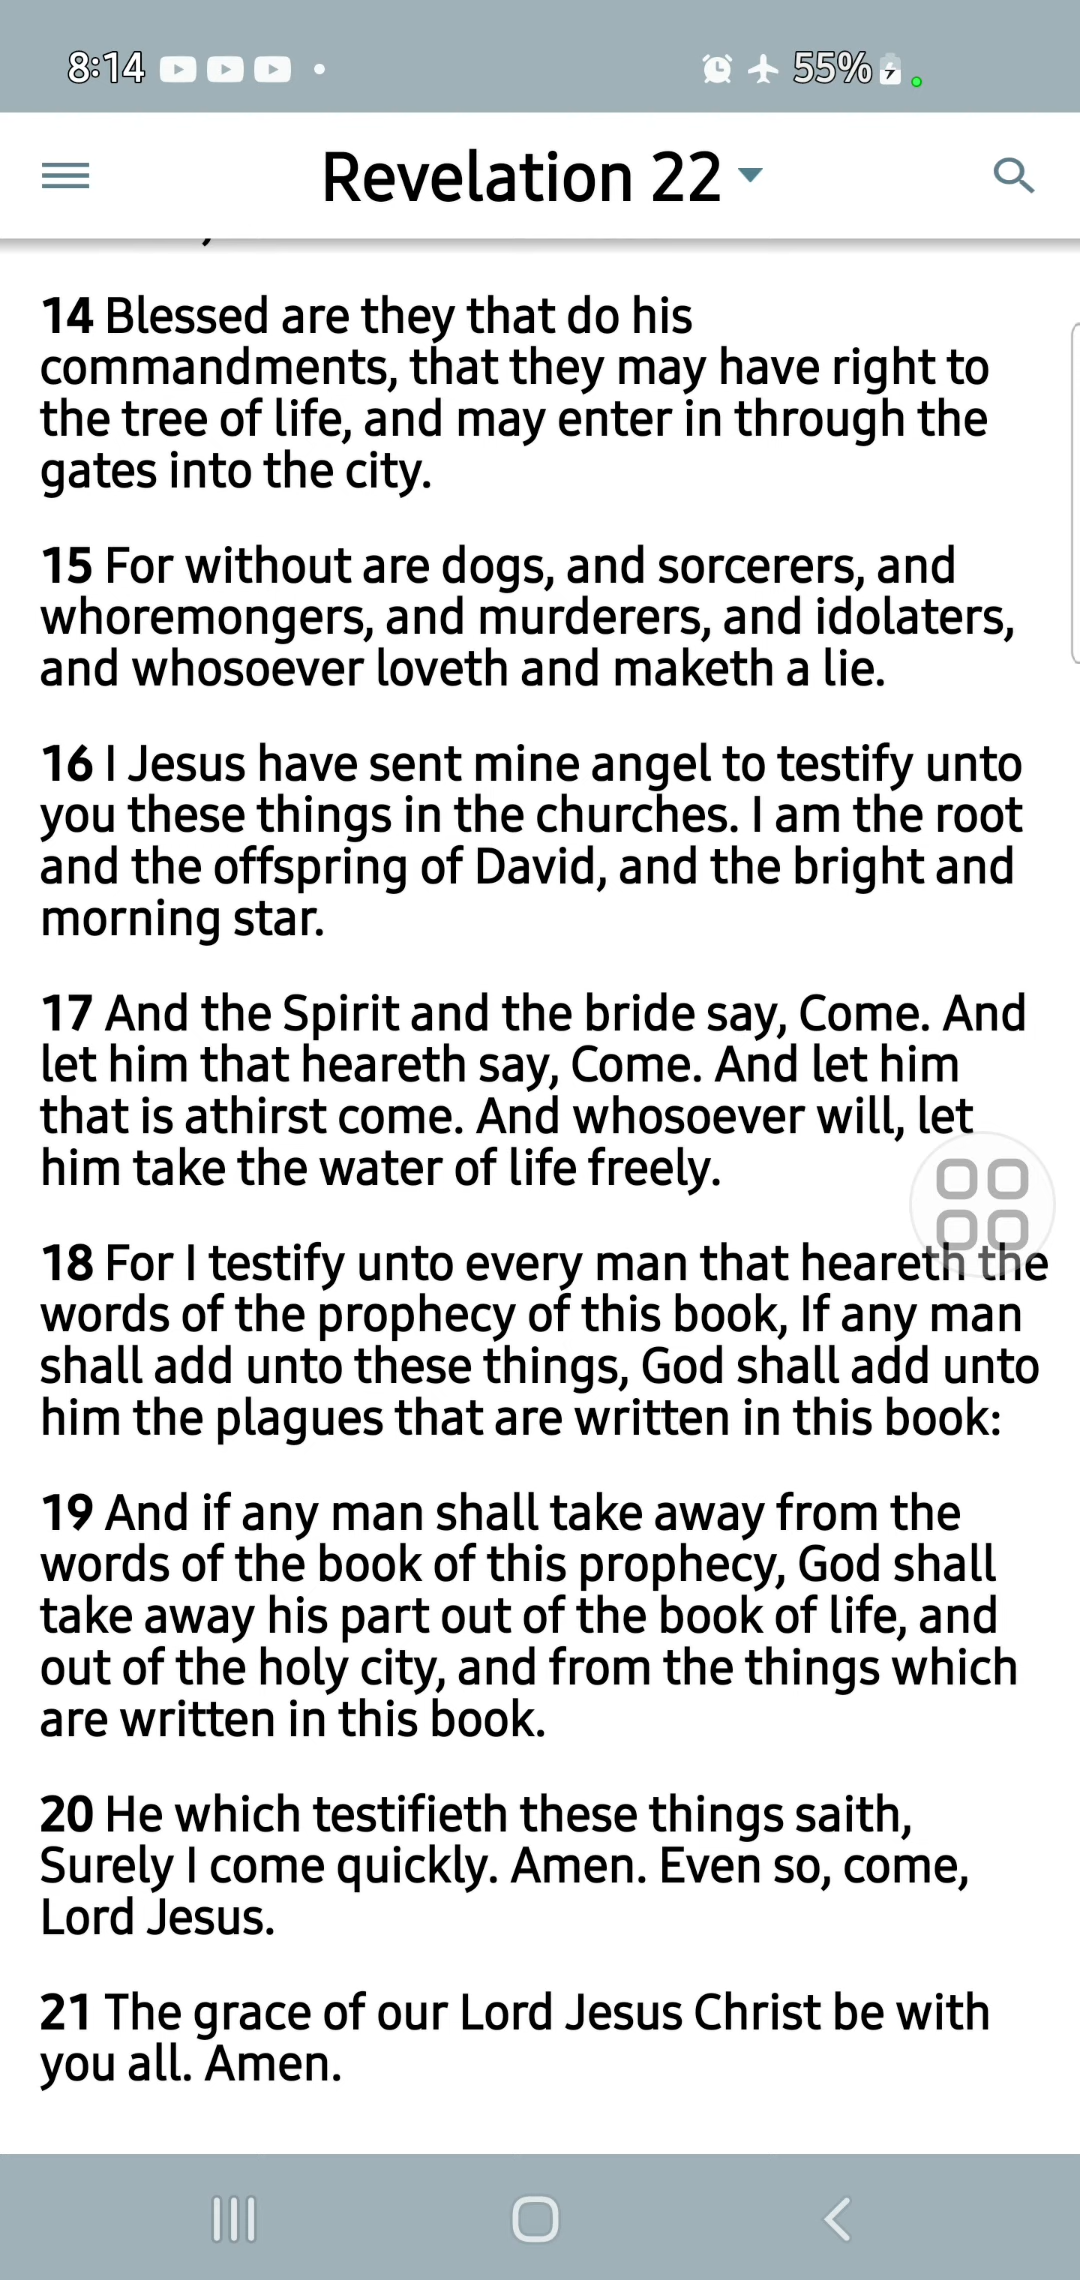 8:14
55%
Revelation 22
14 Blessed are they that do his
commandments, that they may have right to
the tree of life, and may enter in through the
gates into the city.
15 For without are dogs, and sorcerers, and
whoremongers, and murderers, and idolaters,
and whosoever loveth and maketh a lie.
16 I Jesus have sent mine angel to testify unto
you these things in the churches. I am the root
and the offspring of David, and the bright and
morning star.
17 And the Spirit and the bride say, Come. And
let him that heareth say, Come. And let him
that is athirst come. And whosoever will, let
him take the water of life freely.
18 For I testify unto every man that heareth the
words of the prophecy of this book, If any man
shall add unto these things, God shall add unto
him the plagues that are written in this book:
19 And if any man shall take away from the
words of the book of this prophecy, God shall
take away his part out of the book of life, and
out of the holy city, and from the things which
are written in this book.
20 He which testifieth these things saith,
Surely I come quickly. Amen. Even so, come,
Lord Jesus.
21 The grace of our Lord Jesus Christ be with
you all. Amen.